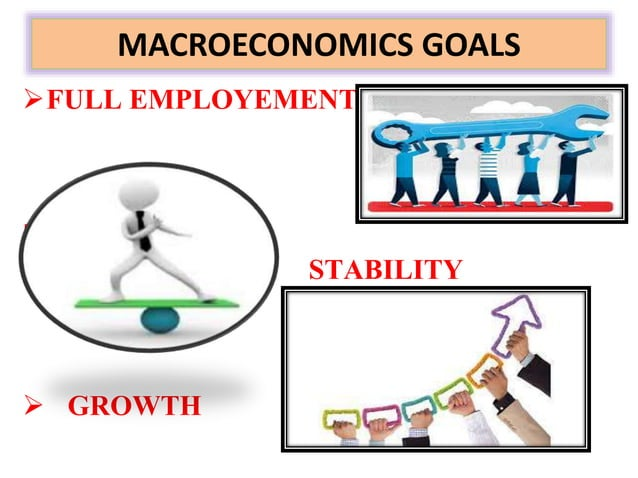 MACROECONOMICS GOALS
➢FULL EMPLOYEMENT
STABILITY
➢ GROWTH